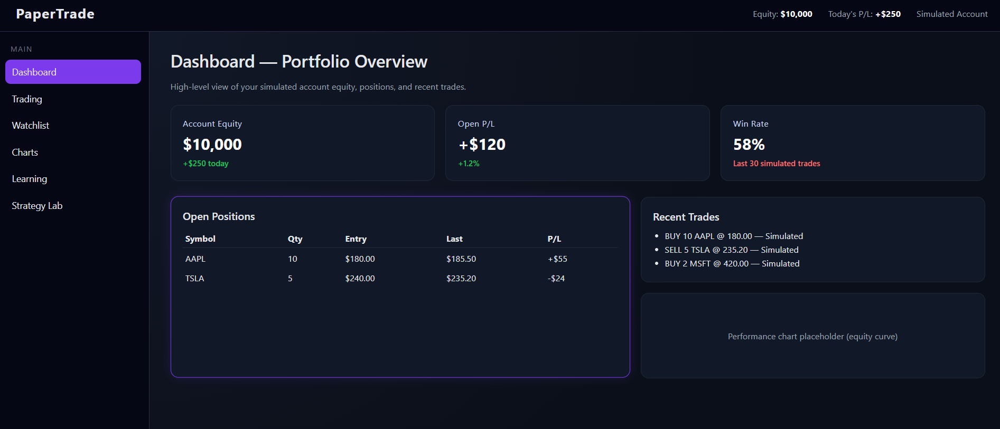 PaperTrade
Equity: $10,000 Today's P/L: +$250 Simulated Account
MAIN
Dashboard
Trading
Watchlist
Charts
Learning
Strategy Lab
Dashboard — Portfolio Overview
High-level view of your simulated account equity, positions, and recent trades.
Account Equity
$10,000
+$250 today
Open P/L
+$120
+1.2%
Win Rate
58%
Last 30 simulated trades
Open Positions
Symbol Qty Entry Last P/L
AAPL 10 $180.00 $185.50 +$55
TSLA 5 $240.00 $235.20 -$24
Recent Trades
• BUY 10 AAPL @ 180.00 — Simulated
• SELL 5 TSLA @ 235.20 — Simulated
• BUY 2 MSFT @ 420.00 — Simulated
Performance chart placeholder (equity curve)